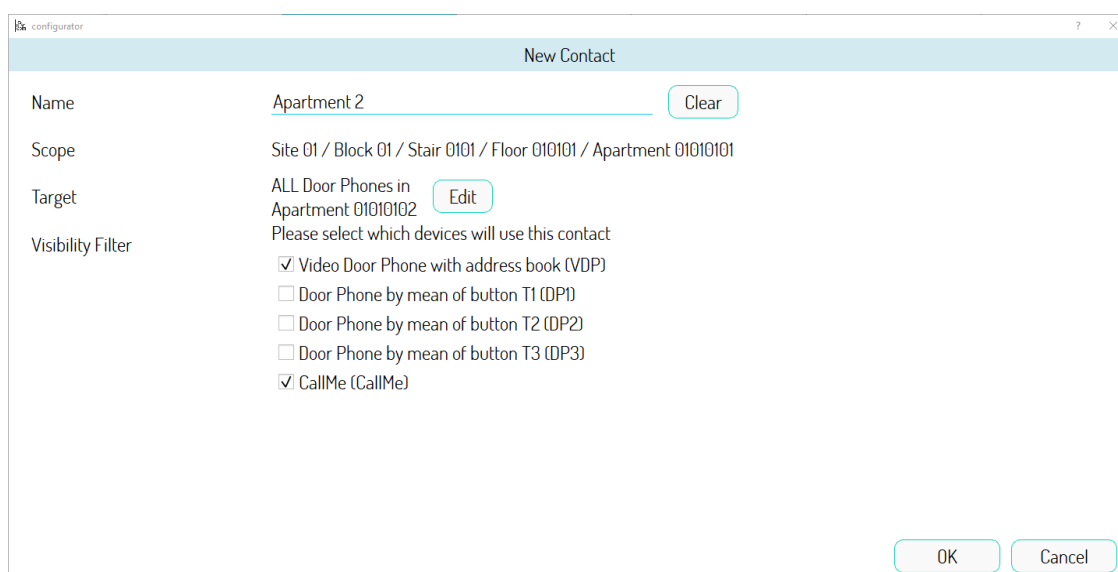 configurator
?
New Contact
Name
Apartment 2
Clear
Scope
Site 01 / Block 01 / Stair 0101 / Floor 010101 / Apartment 01010101
Target
ALL Door Phones in
Apartment 01010102
Edit
Visibility Filter
Please select which devices will use this contact
Video Door Phone with address book (VDP)
Door Phone by mean of button T1 (DP1)
Door Phone by mean of button T2 (DP2)
Door Phone by mean of button T3 (DP3)
CallMe (CallMe)
OK
Cancel